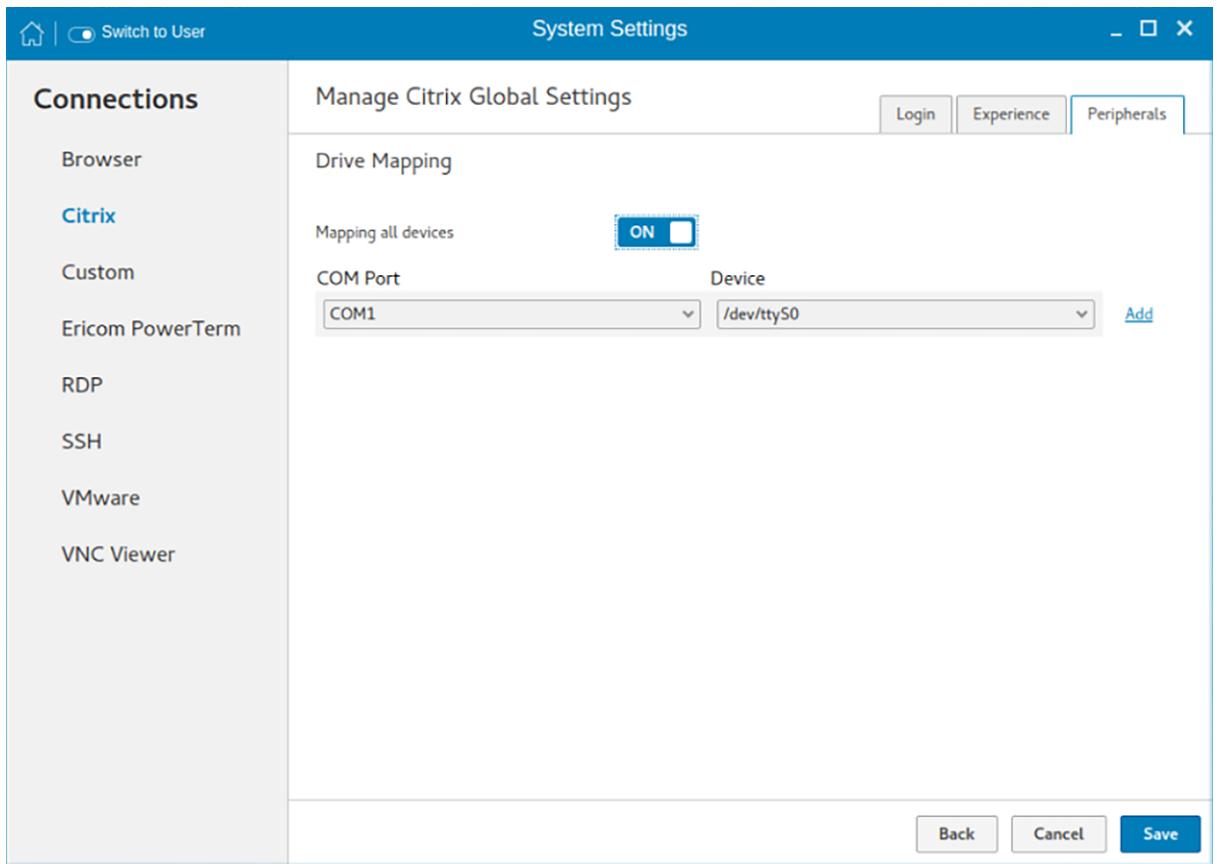 Switch to User
System Settings
Connections
Browser
Citrix
Custom
Ericom PowerTerm
RDP
SSH
VMware
VNC Viewer
Manage Citrix Global Settings
Login Experience Peripherals
Drive Mapping
Mapping all devices ON
COM Port Device
COM1 /dev/ttyS0 Add
Back Cancel Save